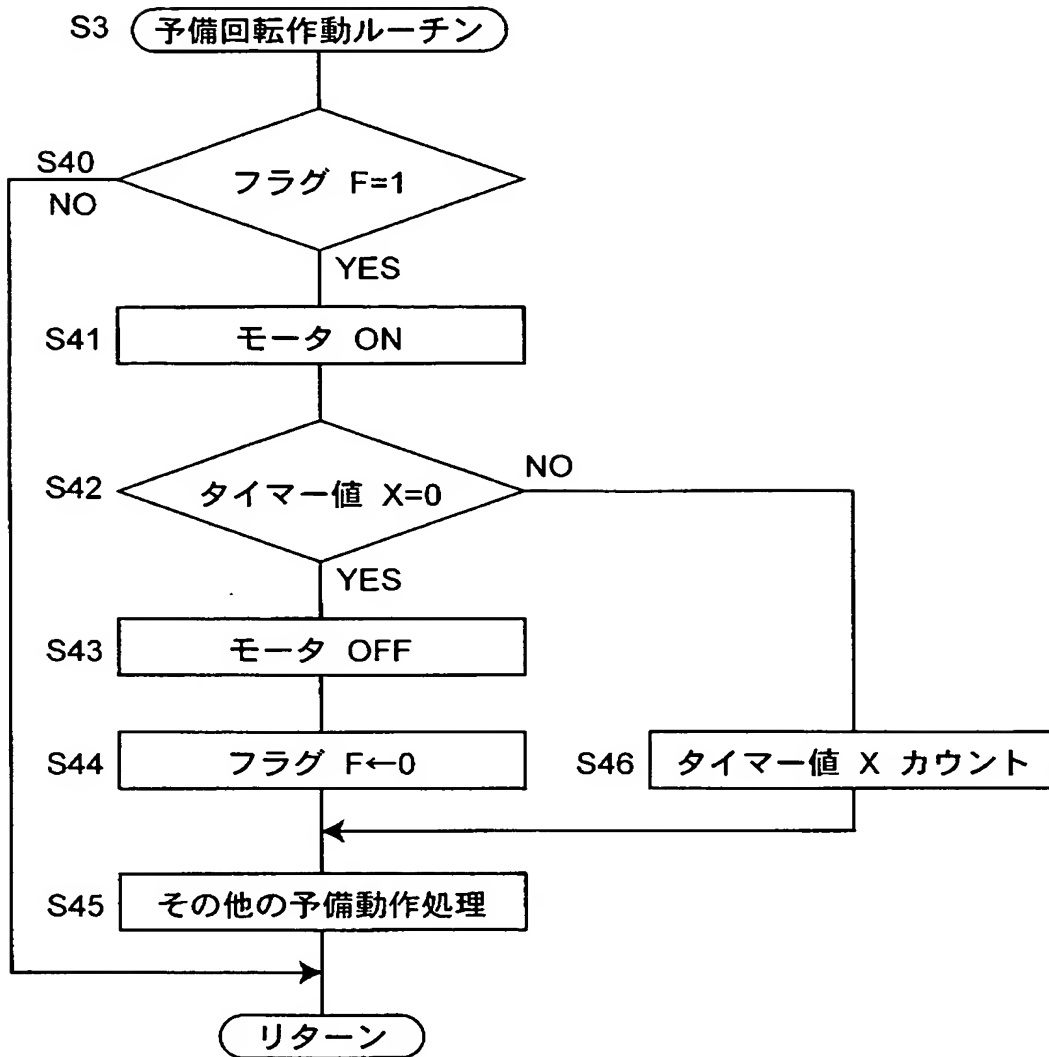 S3 予備回転作動ルーチン
S40
フラグ F=1
NO
YES
S41 モータ ON
S42 タイマー値 X=0
NO
YES
S43 モータ OFF
S44 フラグ F←0
S46 タイマー値 X カウント
S45 その他の予備動作処理
リターン